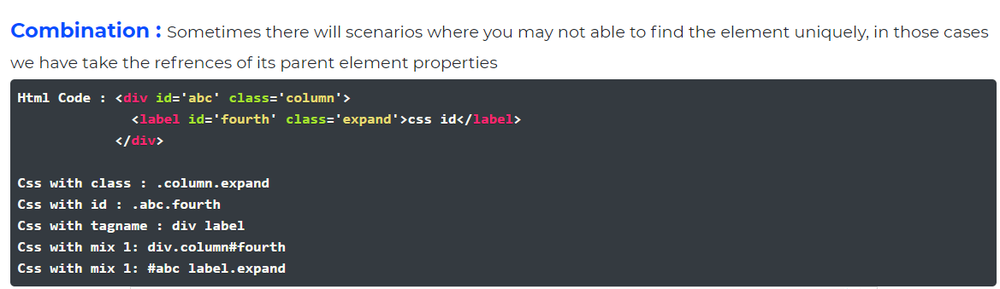 Combination : Sometimes there will scenarios where you may not able to find the element uniquely, in those cases
we have take the refrences of its parent element properties
Html Code : <div id='abc' class='column'>
<label id='fourth' class='expand'>css id</label>
</div>
Css with class : .column.expand
Css with id : .abc.fourth
Css with tagname : div label
Css with mix 1: div.column#fourth
Css with mix 1: #abc label.expand